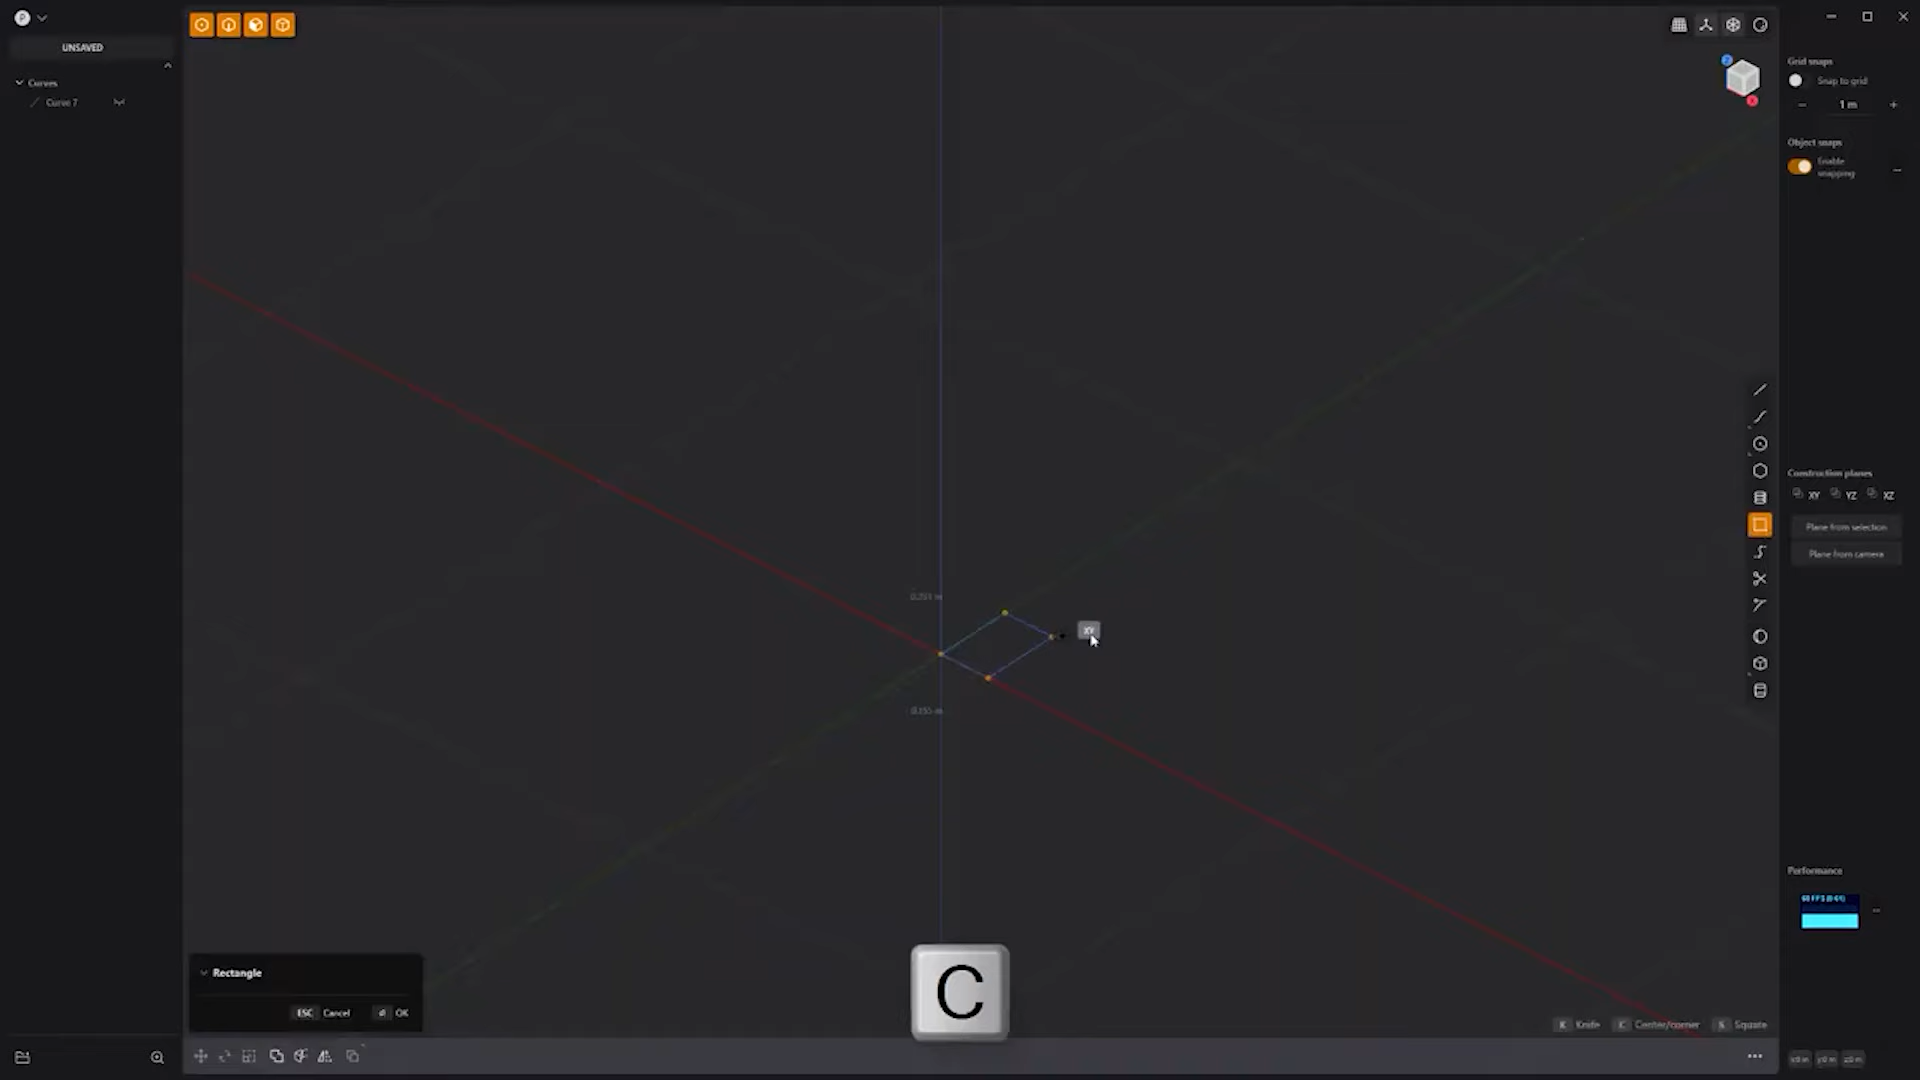 P
UNSAVED
Curves
Curve 7
Grid snaps
Snap to grid
1 m
Object snaps
Enable
snapping
Z
X
XY
Construction planes
XY YZ XZ
Plane from selection
Plane from camera
Performance
Rectangle
ESC Cancel OK
C
K Knife C Center/corner S Square